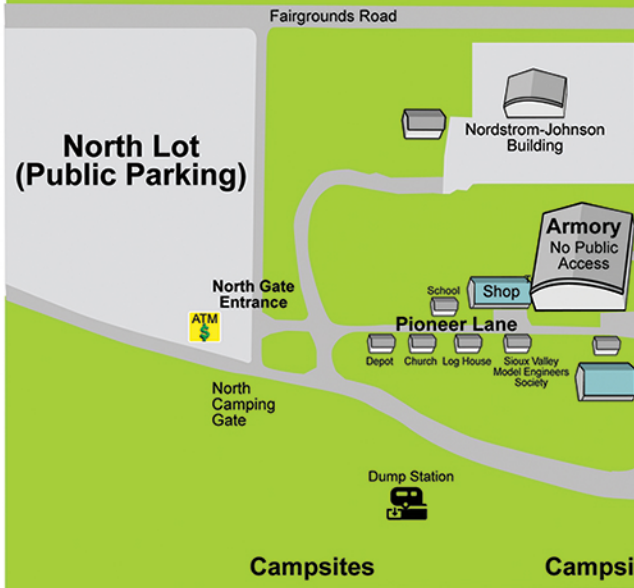 Fairgrounds Road
North Lot
(Public Parking)
Nordstrom-Johnson
Building
Armory
No Public
Access
North Gate
Entrance
School
Shop
ATM
$
Pioneer Lane
Depot
Church
Log House
Sioux Valley
Model Engineers
Society
North
Camping
Gate
Dump Station
Campsites
Campsi